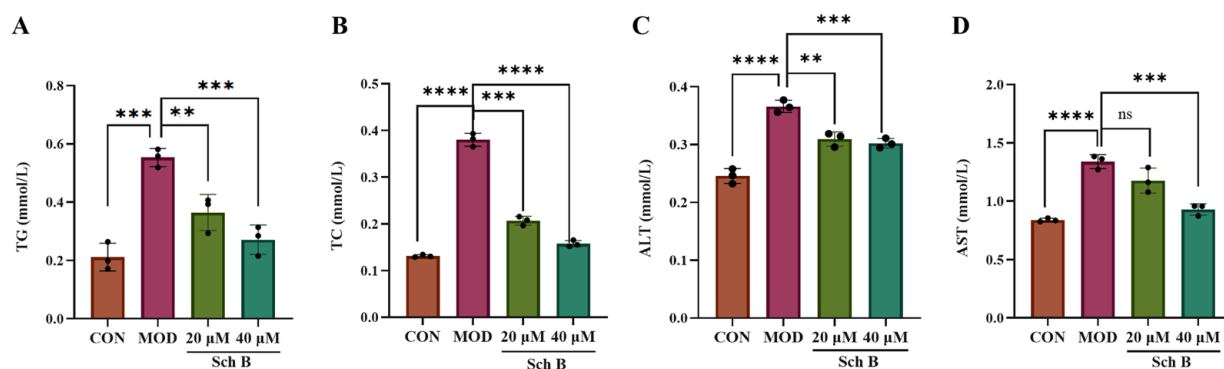 A
TG (mmol/L)
0.8
0.6
0.4
0.2
0.0
***
***
**
CON MOD 20 μM 40 μM
Sch B
B
TC (mmol/L)
0.5
0.4
0.3
0.2
0.1
0.0
****
****
***
CON MOD 20 μM 40 μM
Sch B
C
ALT (mmol/L)
0.4
0.3
0.2
0.1
0.0
***
****
**
CON MOD 20 μM 40 μM
Sch B
D
AST (mmol/L)
2.0
1.5
1.0
0.5
0.0
***
****
ns
CON MOD 20 μM 40 μM
Sch B